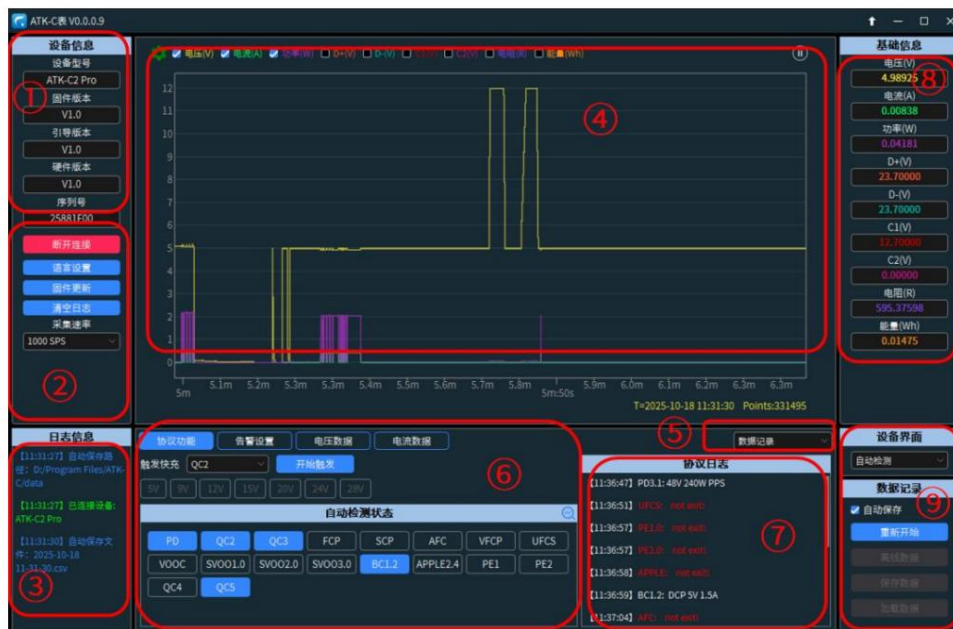 ATK-C表 V0.0.0.9
设备信息
设备型号
ATK-C2 Pro
固件版本
V1.0
引导版本
V1.0
硬件版本
V1.0
序列号
25881F00
①
断开连接
语言设置
固件更新
清空日志
采集速率
1000 SPS
②
电压(V) 电流(A) 功率(W) D+(V) D-(V) C1(V) C2(V) 电阻(R) 能量(Wh)
④
12
11
10
9
8
7
6
5
4
3
2
1
0
5m 5.1m 5.2m 5.3m 5.3m 5.4m 5.5m 5.6m 5.7m 5.8m 5m:50s 5.9m 6.0m 6.1m 6.2m 6.3m 6.3m
T=2025-10-18 11:31:30 Points:331495
基础信息
⑧
电压(V)
4.98925
电流(A)
0.00838
功率(W)
0.04181
D+(V)
23.70000
D-(V)
23.70000
C1(V)
12.70000
C2(V)
0.00000
电阻(R)
595.37598
能量(Wh)
0.01475
日志信息
【11:31:27】自动保存路
径：D:/Program Files/ATK-
C/data
【11:31:27】已连接设备:
ATK-C2 Pro
【11:31:30】自动保存文
件：2025-10-18
11-31-30.csv
③
协议功能 告警设置 电压数据 电流数据
触发快充 QC2 开始触发
5V 9V 12V 15V 20V 24V 28V
⑥
自动检测状态
PD QC2 QC3 FCP SCP AFC VFCP UFCS
VOOC SVOO1.0 SVOO2.0 SVOO3.0 BC1.2 APPLE2.4 PE1 PE2
QC4 QC5
⑤
数据记录
协议日志
【11:36:47】PD3.1: 48V 240W PPS
【11:36:51】UFCS: not exit!
【11:36:57】PE1.0: not exit!
【11:36:57】PE2.0: not exit!
【11:36:58】APPLE: not exit!
【11:36:59】BC1.2: DCP 5V 1.5A
【11:37:04】AFC: not exit!
⑦
设备界面
自动检测
数据记录
自动保存
⑨
重新开始
离线数据
保存数据
加载数据